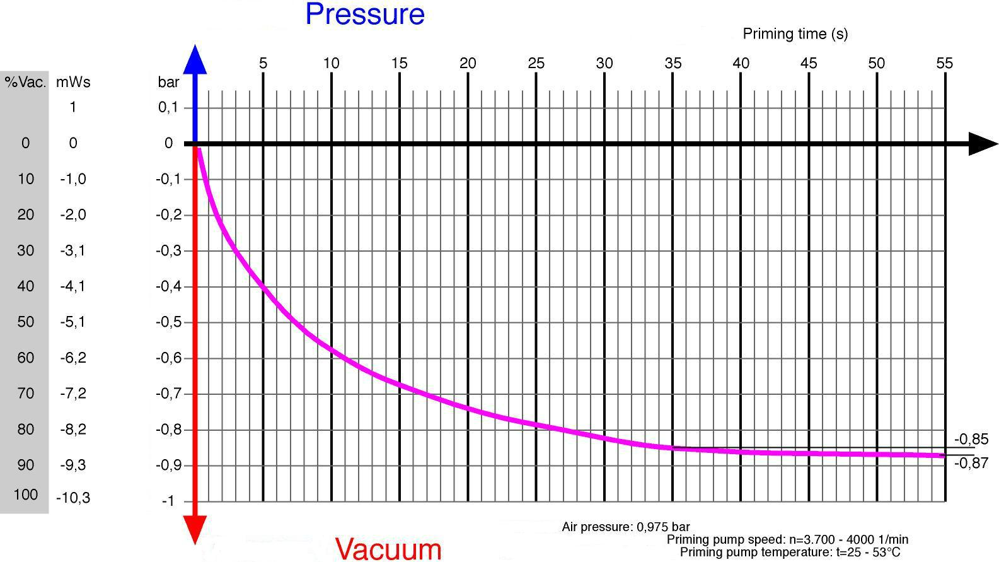 Pressure
Priming time (s)
5 10 15 20 25 30 35 40 45 50 55
%Vac. mWs bar
1 0,1
0 0 0
10 -1,0 -0,1
20 -2,0 -0,2
30 -3,1 -0,3
40 -4,1 -0,4
50 -5,1 -0,5
60 -6,2 -0,6
70 -7,2 -0,7
80 -8,2 -0,8
-0,85
90 -9,3 -0,9 -0,87
100 -10,3 -1
Air pressure: 0,975 bar
Priming pump speed: n=3.700 - 4000 1/min
Vacuum Priming pump temperature: t=25 - 53°C